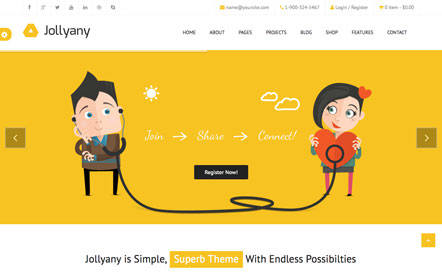 name@yoursite.com 1-900-324-5467 Login / Register 0 item - $0.00
Jollyany
HOME ABOUT PAGES PROJECTS BLOG SHOP FEATURES CONTACT
Join → Share → Connect!
Register Now!
Jollyany is Simple, Superb Theme With Endless Possibilties